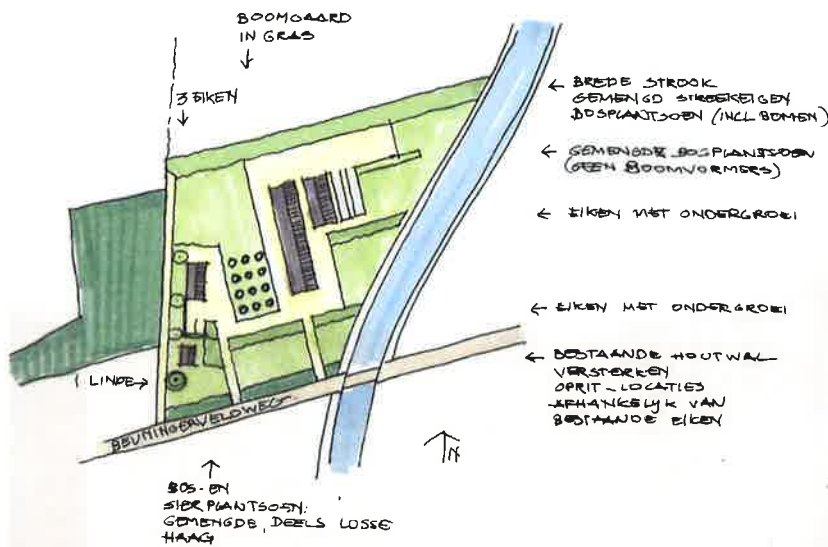 BOOMGAARD
IN GRAS
3 EIKEN
BREDE STROOK
GEMENGD STREEKEIGEN
BOSPLANTSOEN (INCL BOMEN)
GEMENGDE BOSPLANTSOEN
(GEEN BOOMVORMERS)
EIKEN MET ONDERGROEI
EIKEN MET ONDERGROEI
BESTAANDE HOUTWAL
VERSTERKEN
OPRIT-LOCATIES
AFHANKELYK VAN
BESTAANDE EIKEN
1 LINDE
BEUNINGERVELDWEG
N
BOS- EN
SIERPLANTSOEN:
GEMENGDE, DEELS LOSSE
HAAG